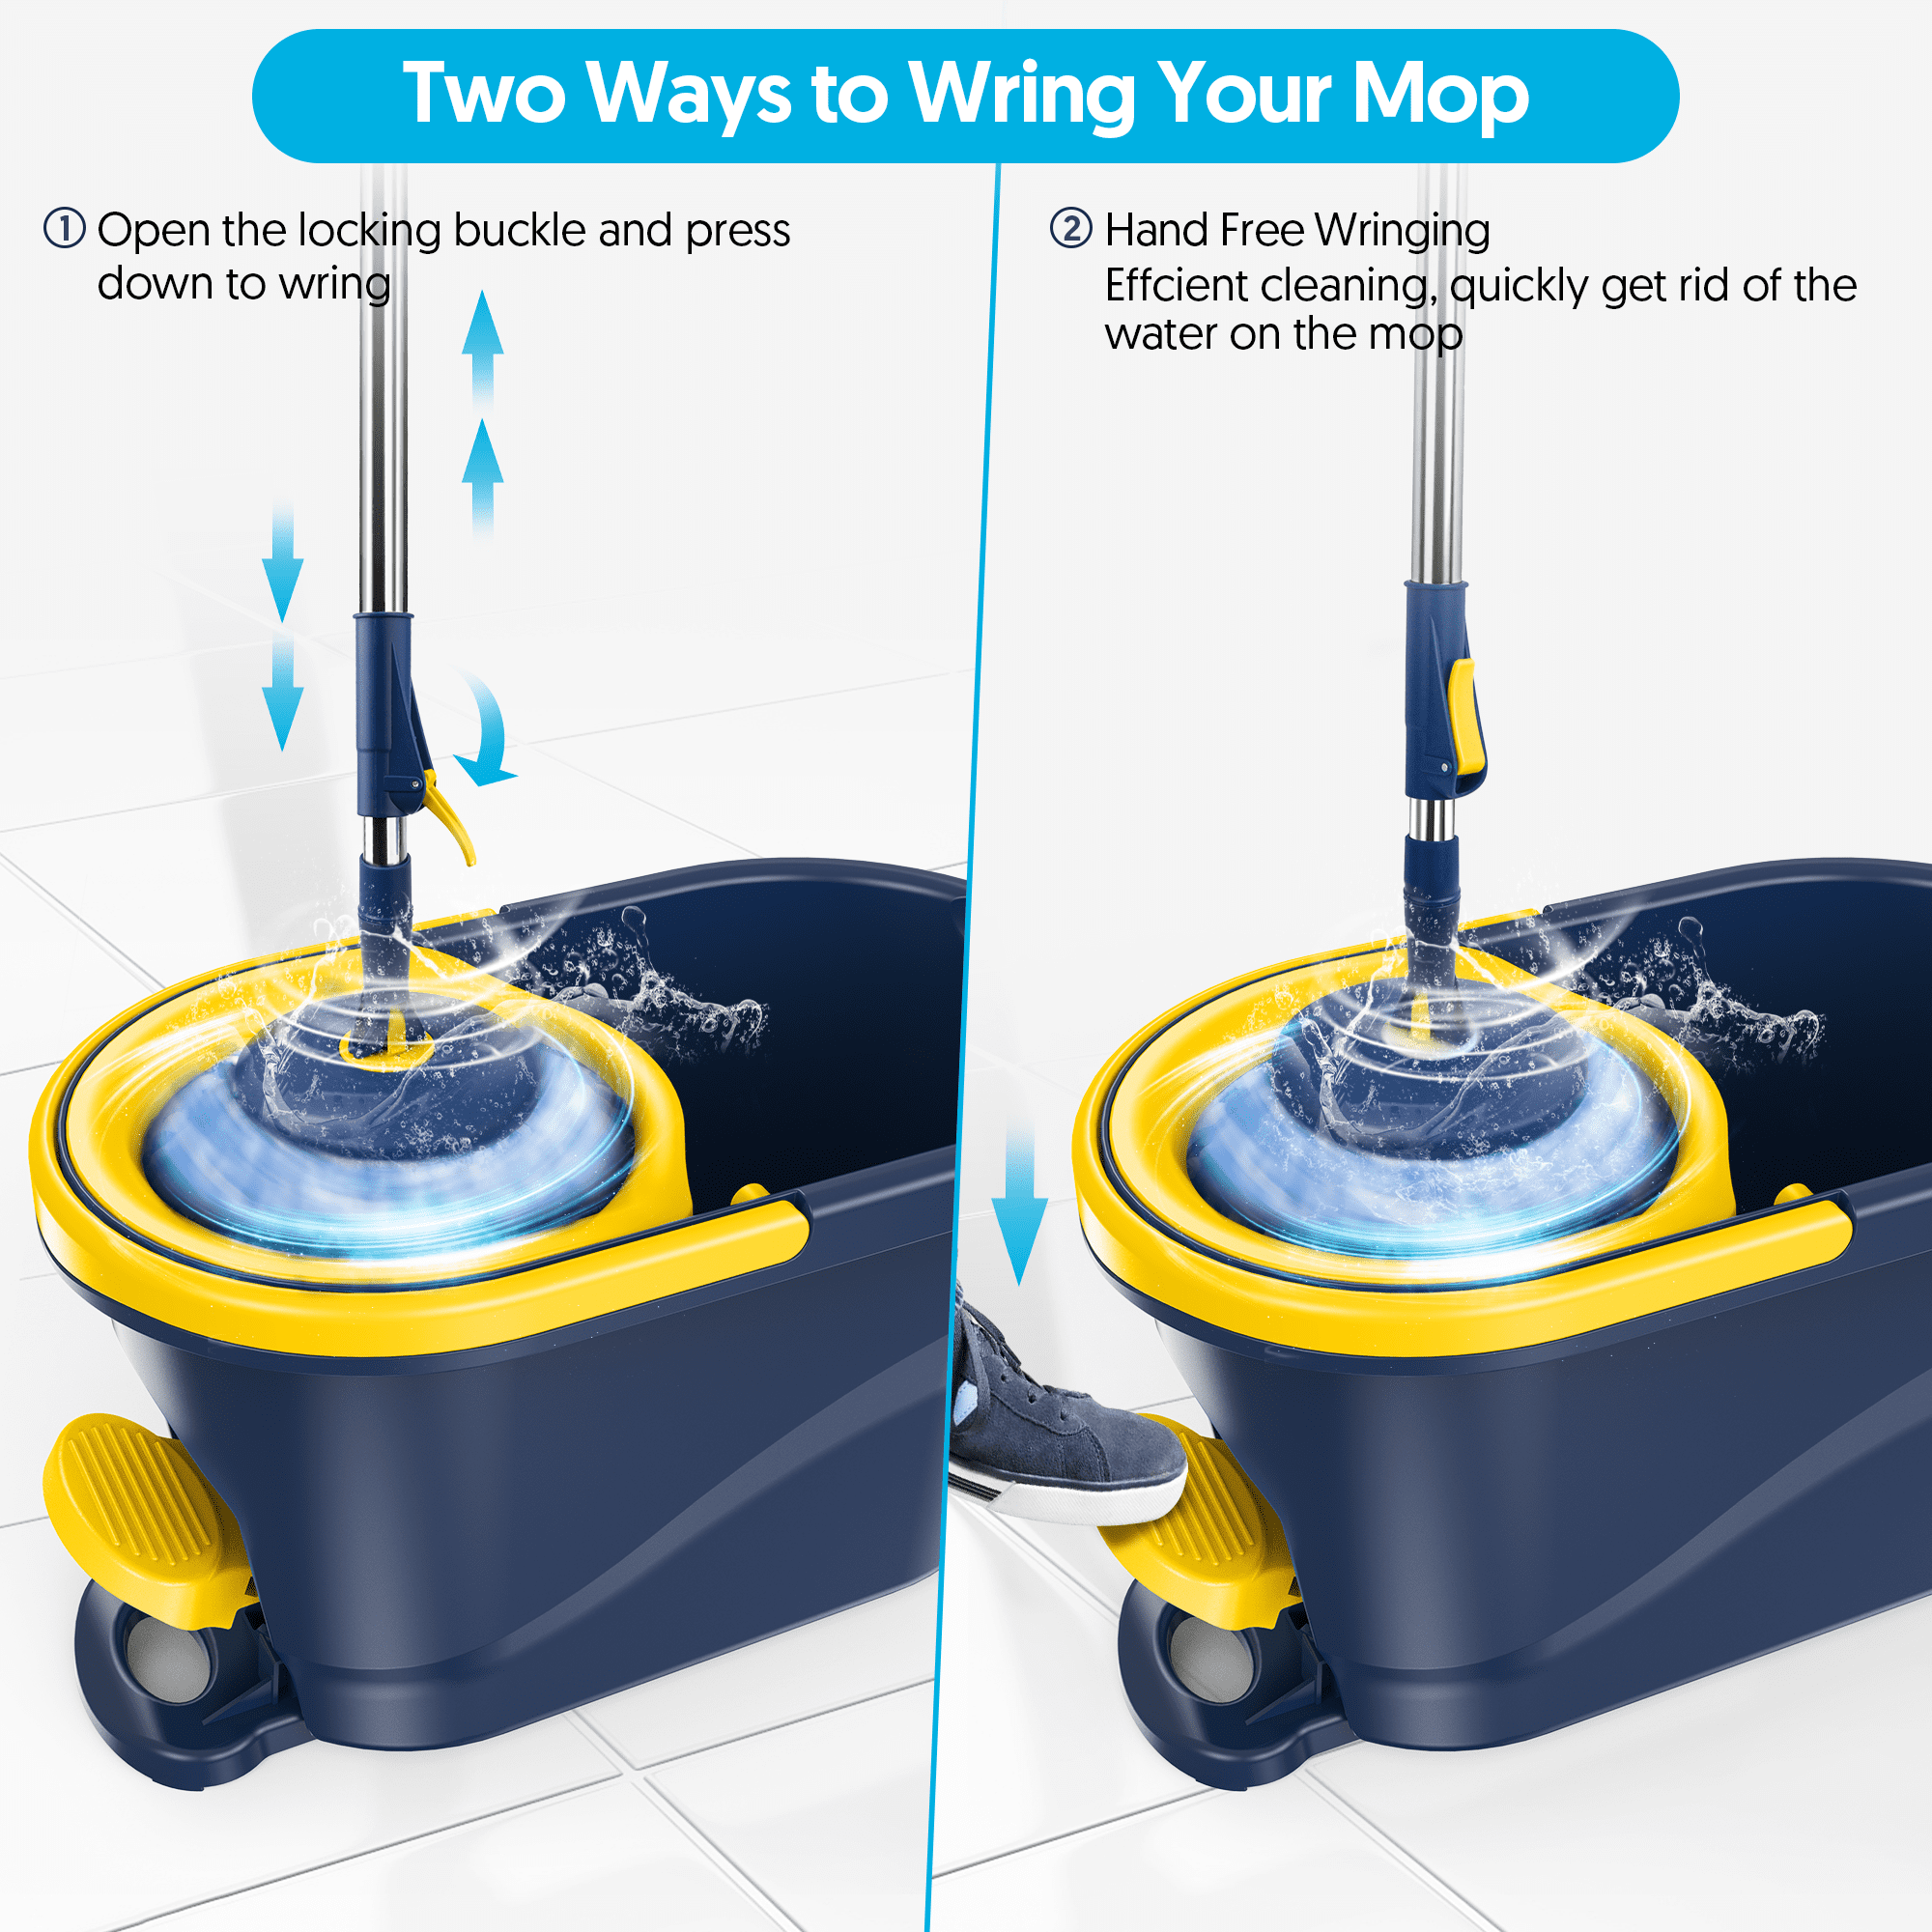 Two Ways to Wring Your Mop
① Open the locking buckle and press
down to wring
② Hand Free Wringing
Effcient cleaning, quickly get rid of the
water on the mop